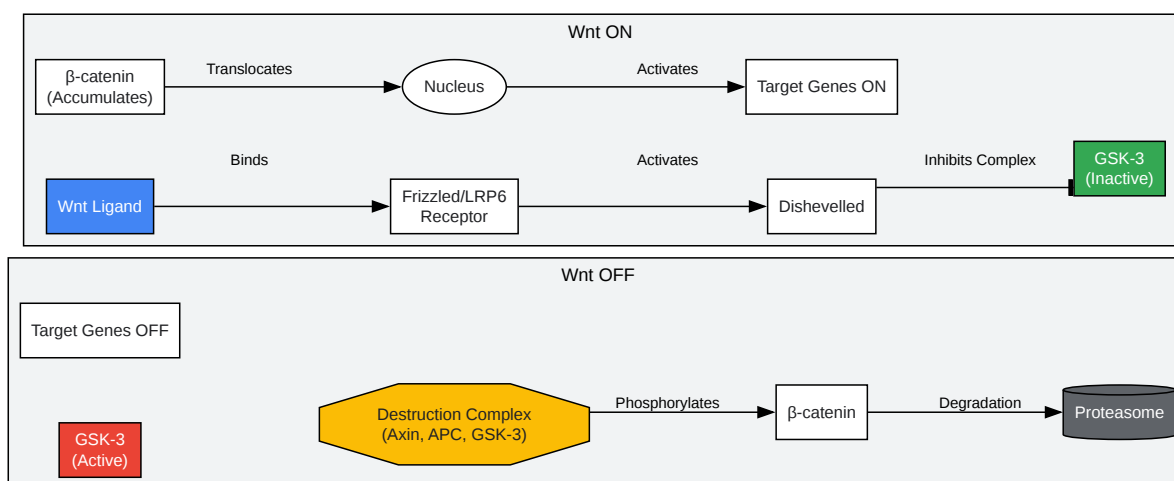 Wnt ON
β-catenin
(Accumulates)
Translocates
Nucleus
Activates
Target Genes ON
Wnt Ligand
Binds
Frizzled/LRP6
Receptor
Activates
Dishevelled
Inhibits Complex
GSK-3
(Inactive)
Wnt OFF
Target Genes OFF
GSK-3
(Active)
Destruction Complex
(Axin, APC, GSK-3)
Phosphorylates
β-catenin
Degradation
Proteasome